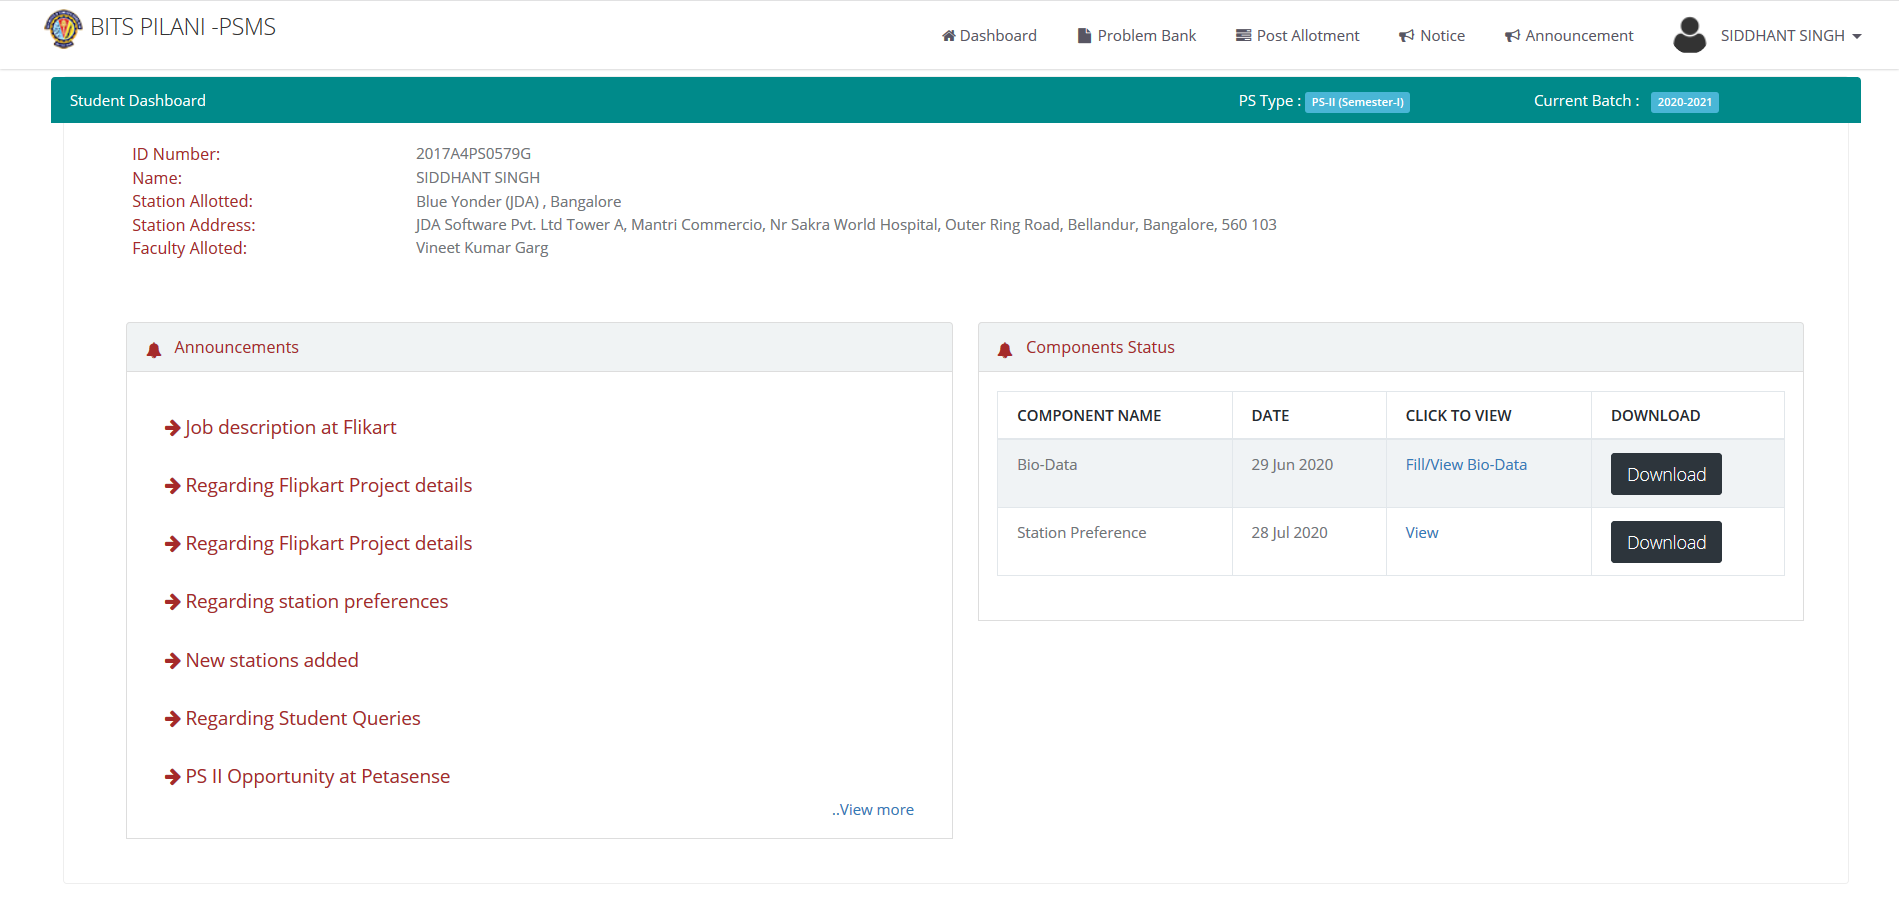 BITS PILANI -PSMS
Dashboard Problem Bank Post Allotment Notice Announcement SIDDHANT SINGH
Student Dashboard PS Type : PS-II (Semester-I) Current Batch : 2020-2021
ID Number: 2017A4PS0579G
Name: SIDDHANT SINGH
Station Allotted: Blue Yonder (JDA) , Bangalore
Station Address: JDA Software Pvt. Ltd Tower A, Mantri Commercio, Nr Sakra World Hospital, Outer Ring Road, Bellandur, Bangalore, 560 103
Faculty Alloted: Vineet Kumar Garg
Announcements
Job description at Flikart
Regarding Flipkart Project details
Regarding Flipkart Project details
Regarding station preferences
New stations added
Regarding Student Queries
PS II Opportunity at Petasense
..View more
Components Status
COMPONENT NAME DATE CLICK TO VIEW DOWNLOAD
Bio-Data 29 Jun 2020 Fill/View Bio-Data Download
Station Preference 28 Jul 2020 View Download